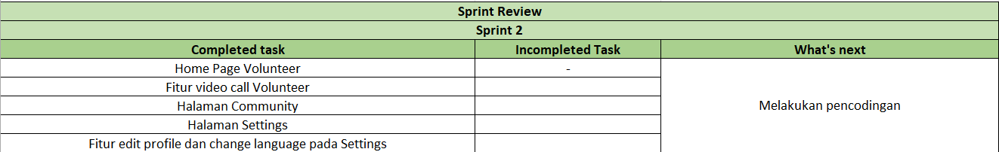 Sprint Review
Sprint 2
Completed task Incompleted Task What's next
Home Page Volunteer -
Fitur video call Volunteer
Halaman Community Melakukan pencodingan
Halaman Settings
Fitur edit profile dan change language pada Settings